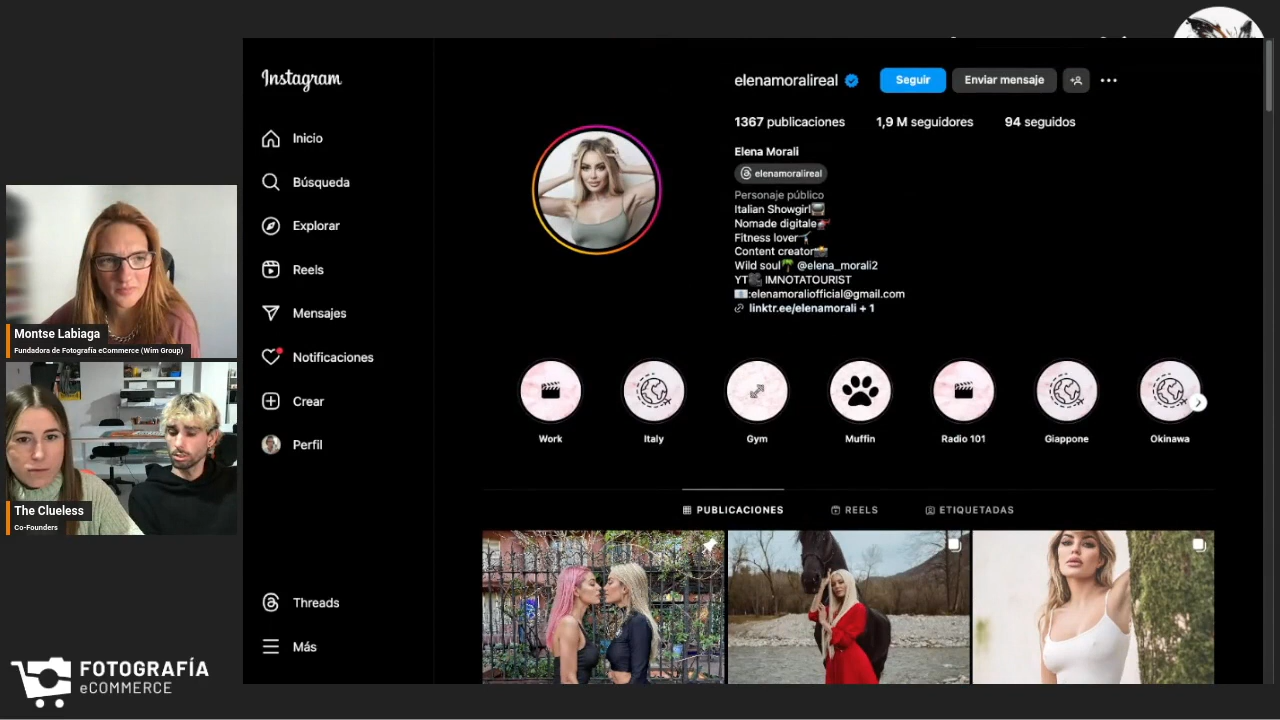 Instagram
Inicio
Búsqueda
Explorar
Reels
Mensajes
Notificaciones
Crear
Perfil
Threads
Más
elenamoralireal
Seguir
Enviar mensaje
1367 publicaciones
1,9 M seguidores
94 seguidos
Elena Morali
elenamoralireal
Personaje público
Italian Showgirl
Nomade digitale
Fitness lover
Content creator
Wild soul @elena_morali2
YT IMNOTATOURIST
:elenamoraliofficial@gmail.com
linktr.ee/elenamorali + 1
Work
Italy
Gym
Muffin
Radio 101
Giappone
Okinawa
PUBLICACIONES
REELS
ETIQUETADAS
Montse Labiaga
Fundadora de Fotografía eCommerce (Wim Group)
The Clueless
Co-Founders
FOTOGRAFÍA
eCOMMERCE